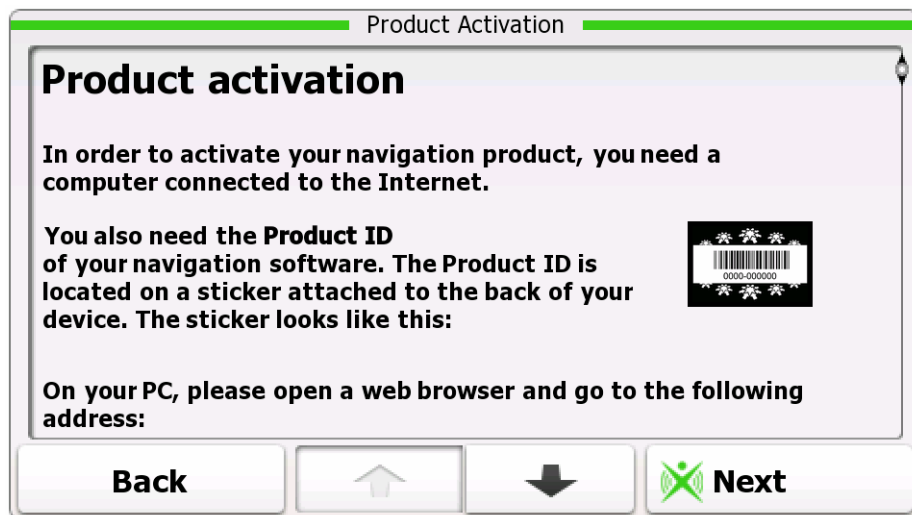 Product Activation
Product activation
In order to activate your navigation product, you need a
computer connected to the Internet.
You also need the Product ID
of your navigation software. The Product ID is
located on a sticker attached to the back of your
device. The sticker looks like this:
0000-000000
On your PC, please open a web browser and go to the following
address:
Back
Next